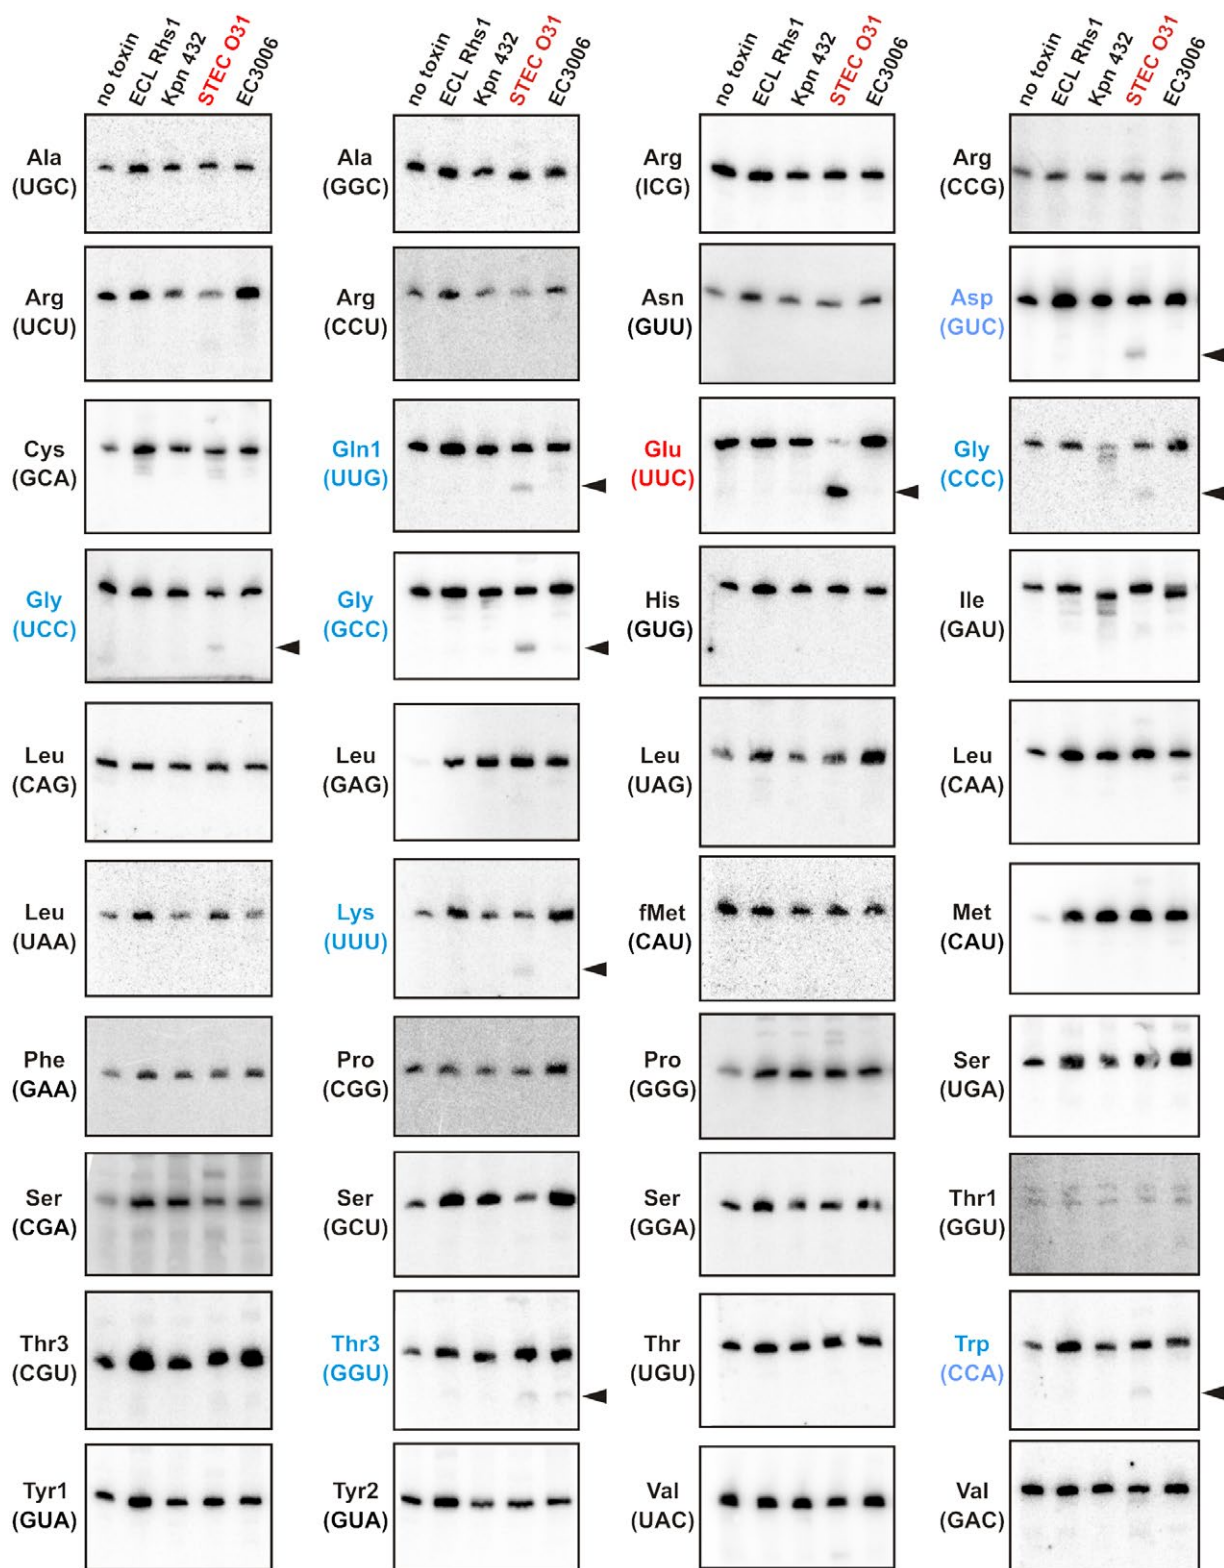 no toxin
ECL Rhs1
Kpn 432
STEC O31
EC3006
no toxin
ECL Rhs1
Kpn 432
STEC O31
EC3006
no toxin
ECL Rhs1
Kpn 432
STEC O31
EC3006
no toxin
ECL Rhs1
Kpn 432
STEC O31
EC3006
Ala
(UGC)
Ala
(GGC)
Arg
(ICG)
Arg
(CCG)
Arg
(UCU)
Arg
(CCU)
Asn
(GUU)
Asp
(GUC)
Cys
(GCA)
Gln1
(UUG)
Glu
(UUC)
Gly
(CCC)
Gly
(UCC)
Gly
(GCC)
His
(GUG)
Ile
(GAU)
Leu
(CAG)
Leu
(GAG)
Leu
(UAG)
Leu
(CAA)
Leu
(UAA)
Lys
(UUU)
fMet
(CAU)
Met
(CAU)
Phe
(GAA)
Pro
(CGG)
Pro
(GGG)
Ser
(UGA)
Ser
(CGA)
Ser
(GCU)
Ser
(GGA)
Thr1
(GGU)
Thr3
(CGU)
Thr3
(GGU)
Thr
(UGU)
Trp
(CCA)
Tyr1
(GUA)
Tyr2
(GUA)
Val
(UAC)
Val
(GAC)